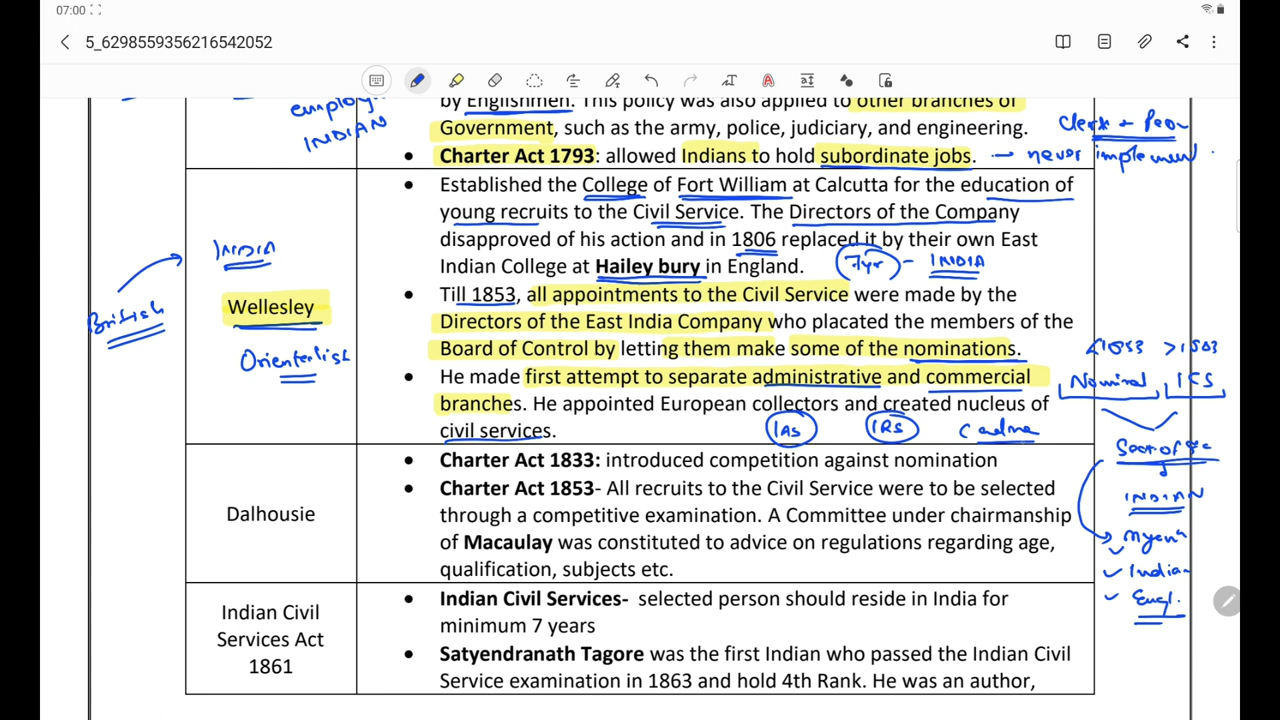 07:00
5_6298559356216542052
employ
INDIAN
by Englishmen. This policy was also applied to other branches of
Government, such as the army, police, judiciary, and engineering.
Clerk + Peon
• Charter Act 1793: allowed Indians to hold subordinate jobs. → never implement
INDIA
Wellesley
Orientalish
British
• Established the College of Fort William at Calcutta for the education of
young recruits to the Civil Service. The Directors of the Company
disapproved of his action and in 1806 replaced it by their own East
Indian College at Hailey bury in England.
7yr - INDIA
• Till 1853, all appointments to the Civil Service were made by the
Directors of the East India Company who placated the members of the
Board of Control by letting them make some of the nominations.
• He made first attempt to separate administrative and commercial
branches. He appointed European collectors and created nucleus of
civil services.
IAS IRS
<1853 >1853
ICS
INDIAN
Indian
Engl.
Dalhousie
• Charter Act 1833: introduced competition against nomination
• Charter Act 1853- All recruits to the Civil Service were to be selected
through a competitive examination. A Committee under chairmanship
of Macaulay was constituted to advice on regulations regarding age,
qualification, subjects etc.
Indian Civil
Services Act
1861
• Indian Civil Services- selected person should reside in India for
minimum 7 years
• Satyendranath Tagore was the first Indian who passed the Indian Civil
Service examination in 1863 and hold 4th Rank. He was an author,